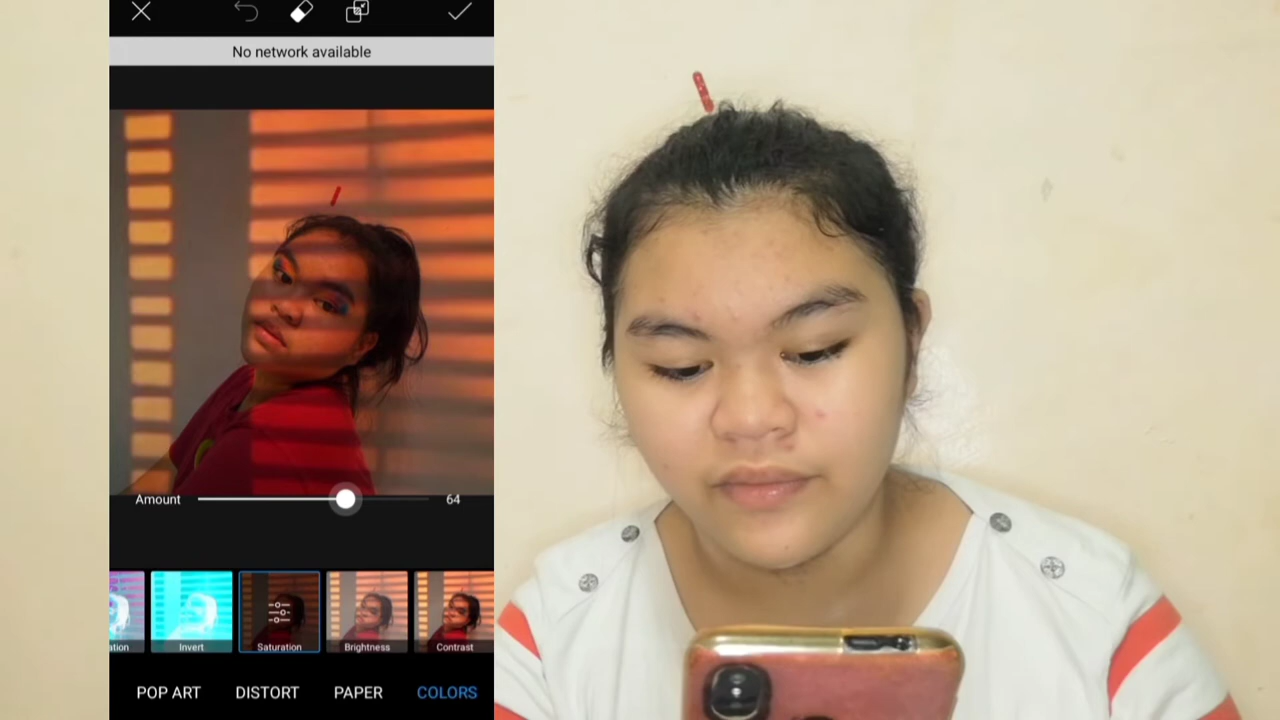 No network available
Amount 64
ation Invert Saturation Brightness Contrast
POP ART DISTORT PAPER COLORS